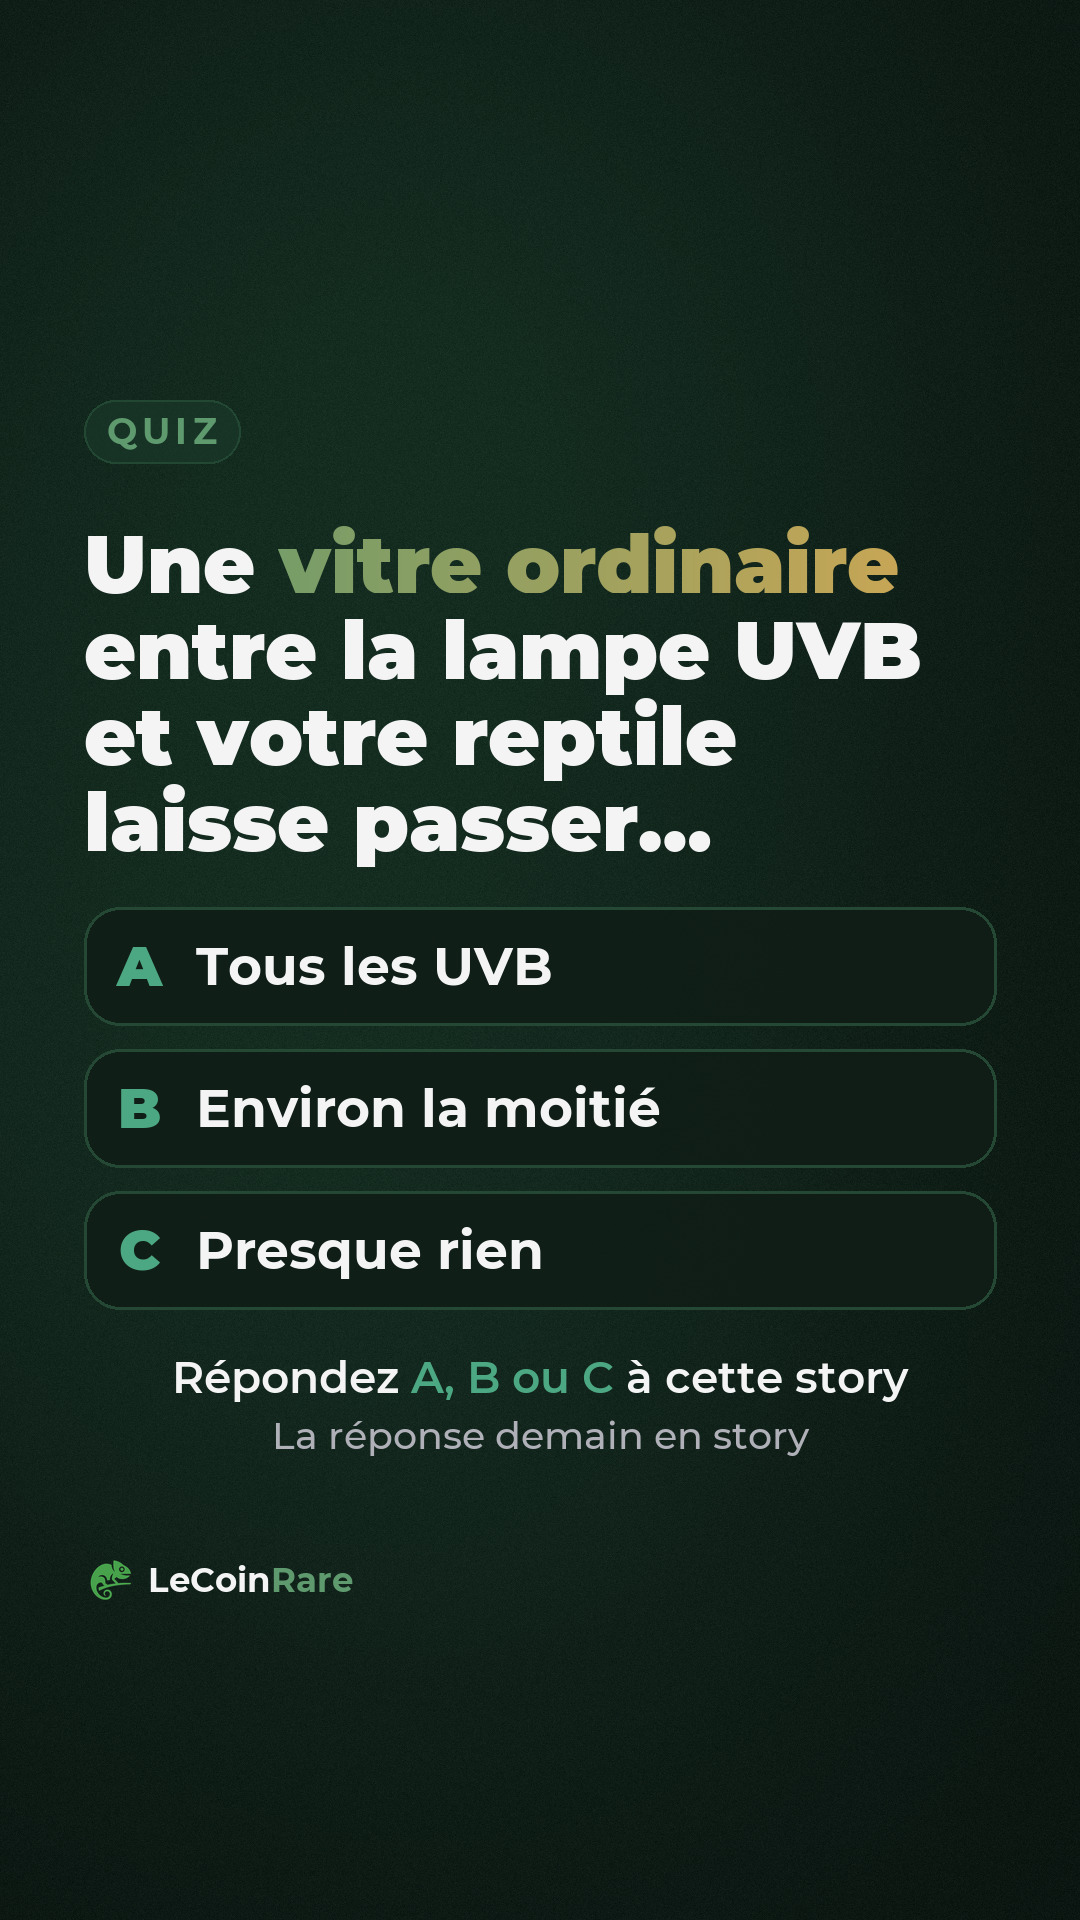 QUIZ
Une vitre ordinaire
entre la lampe UVB
et votre reptile
laisse passer...
A Tous les UVB
B Environ la moitié
C Presque rien
Répondez A, B ou C à cette story
La réponse demain en story
LeCoinRare